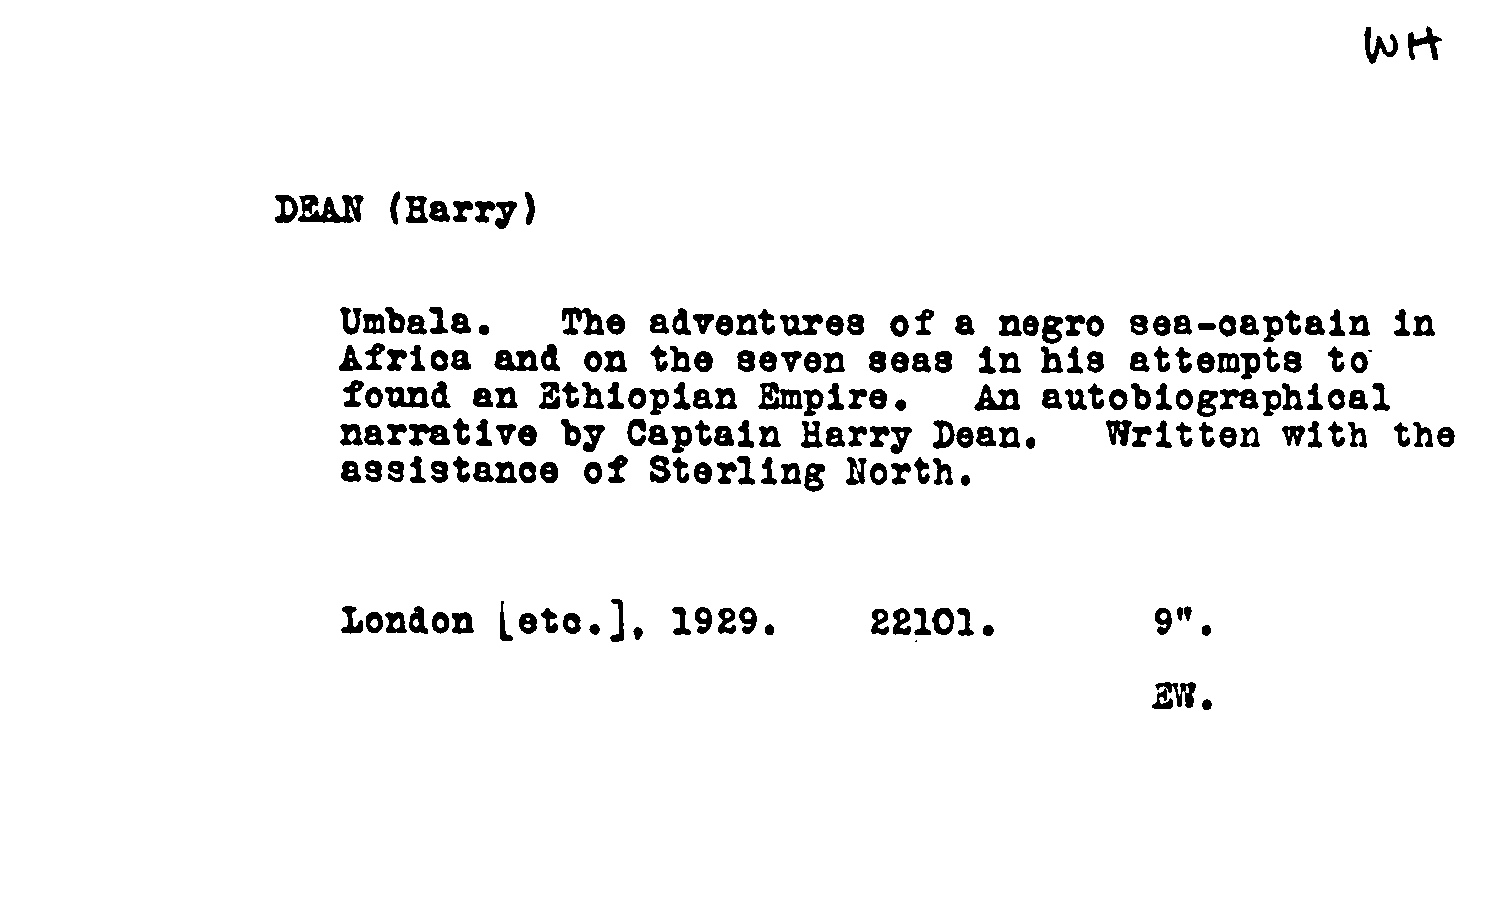 WH
DEAN (Harry)
Umbala. The adventures of a negro sea-captain in
Africa and on the seven seas in his attempts to
found an Ethiopian Empire. An autobiographical
narrative by Captain Harry Dean. Written with the
assistance of Sterling North.
London [etc.], 1929. 22101. 9".
EW.